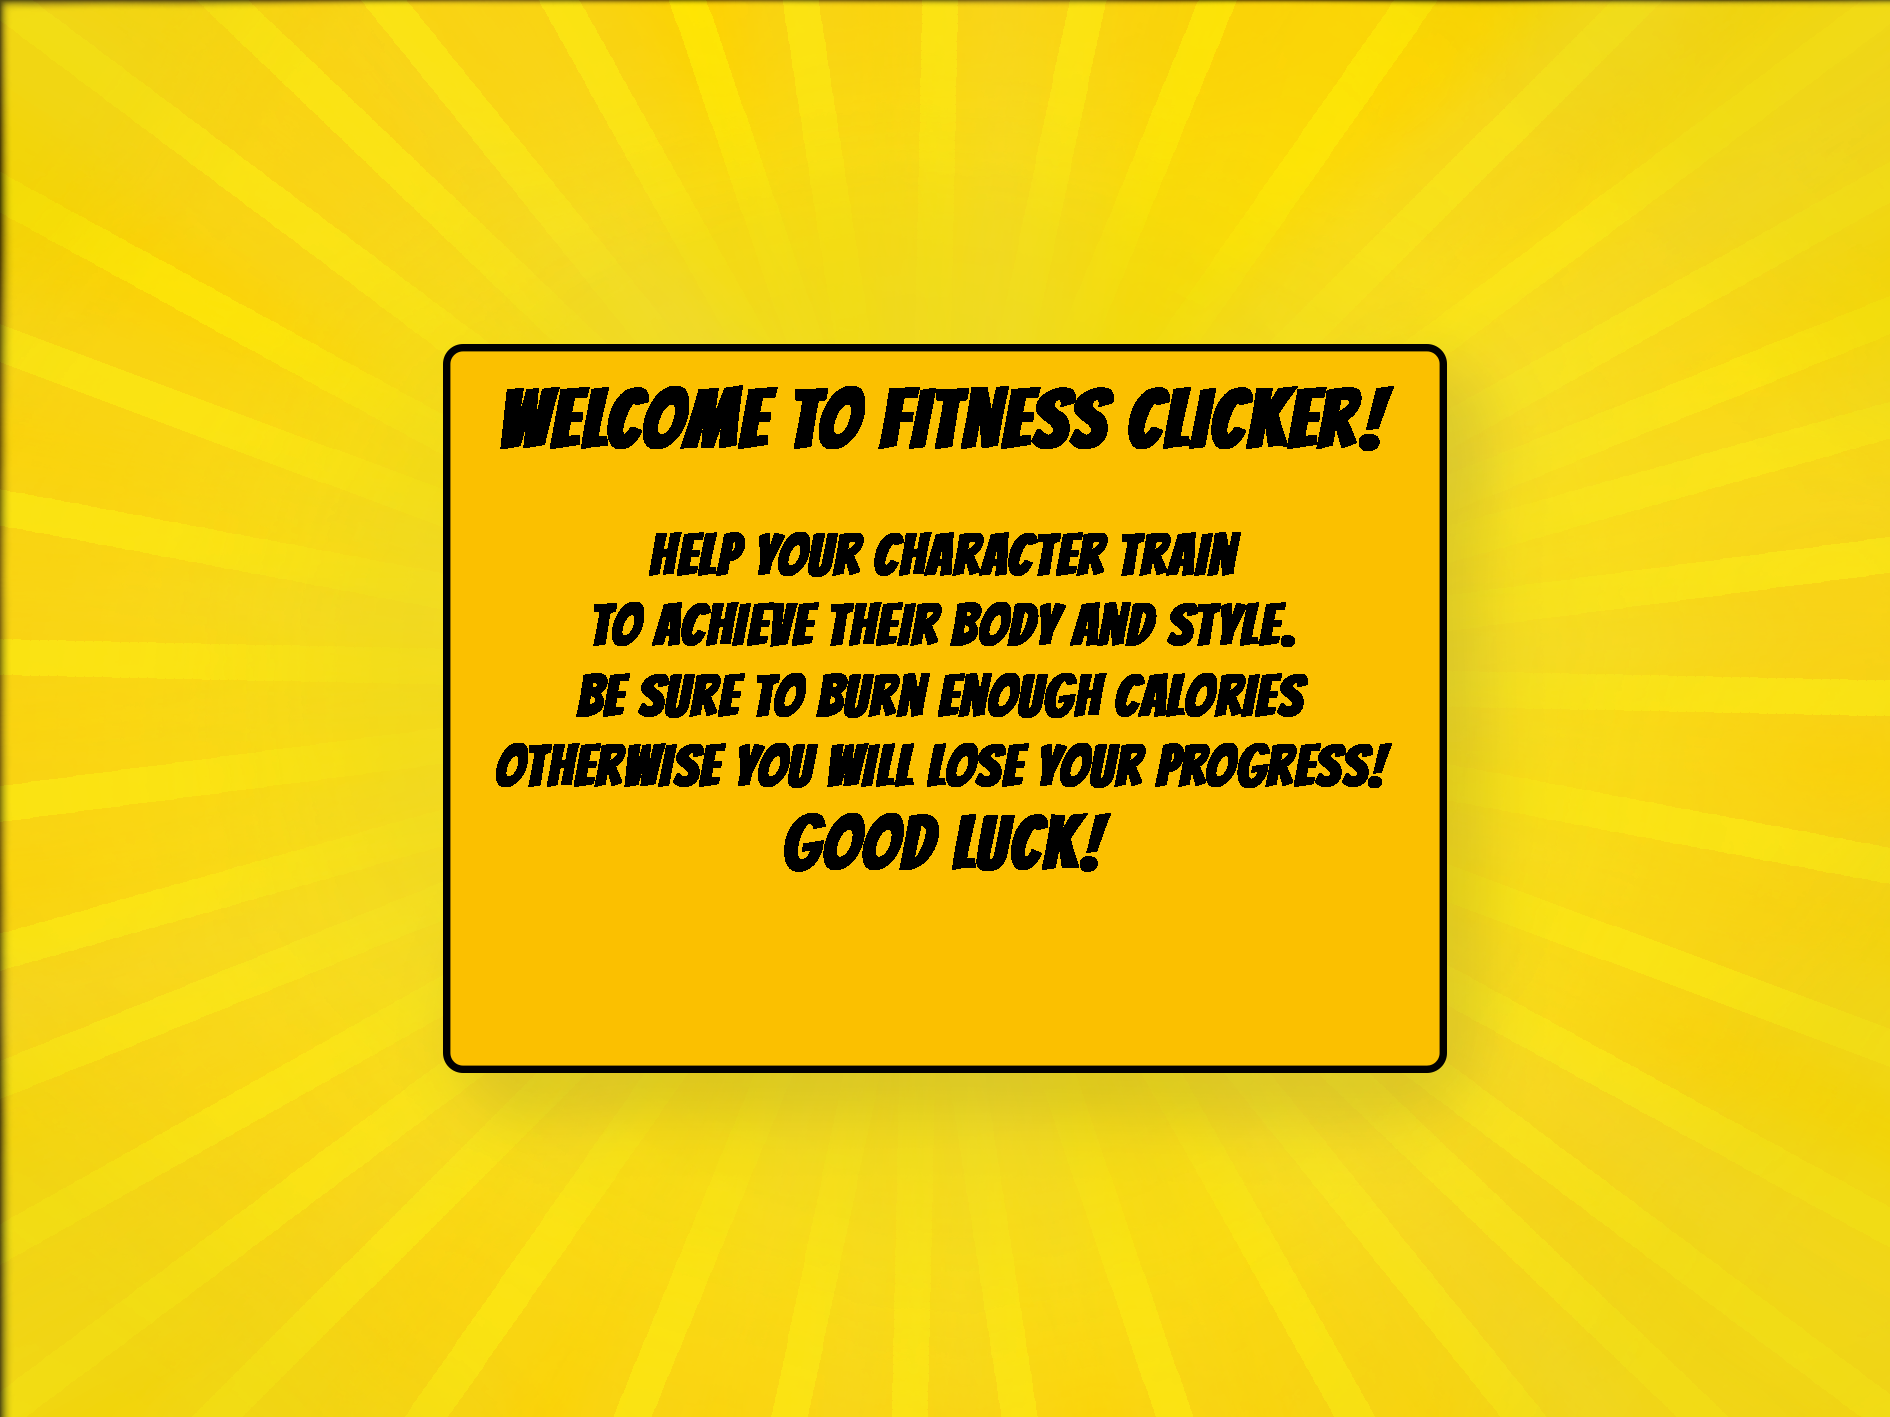 WELCOME TO FITNESS CLICKER!
HELP YOUR CHARACTER TRAIN
TO ACHIEVE THEIR BODY AND STYLE.
BE SURE TO BURN ENOUGH CALORIES
OTHERWISE YOU WILL LOSE YOUR PROGRESS!
GOOD LUCK!